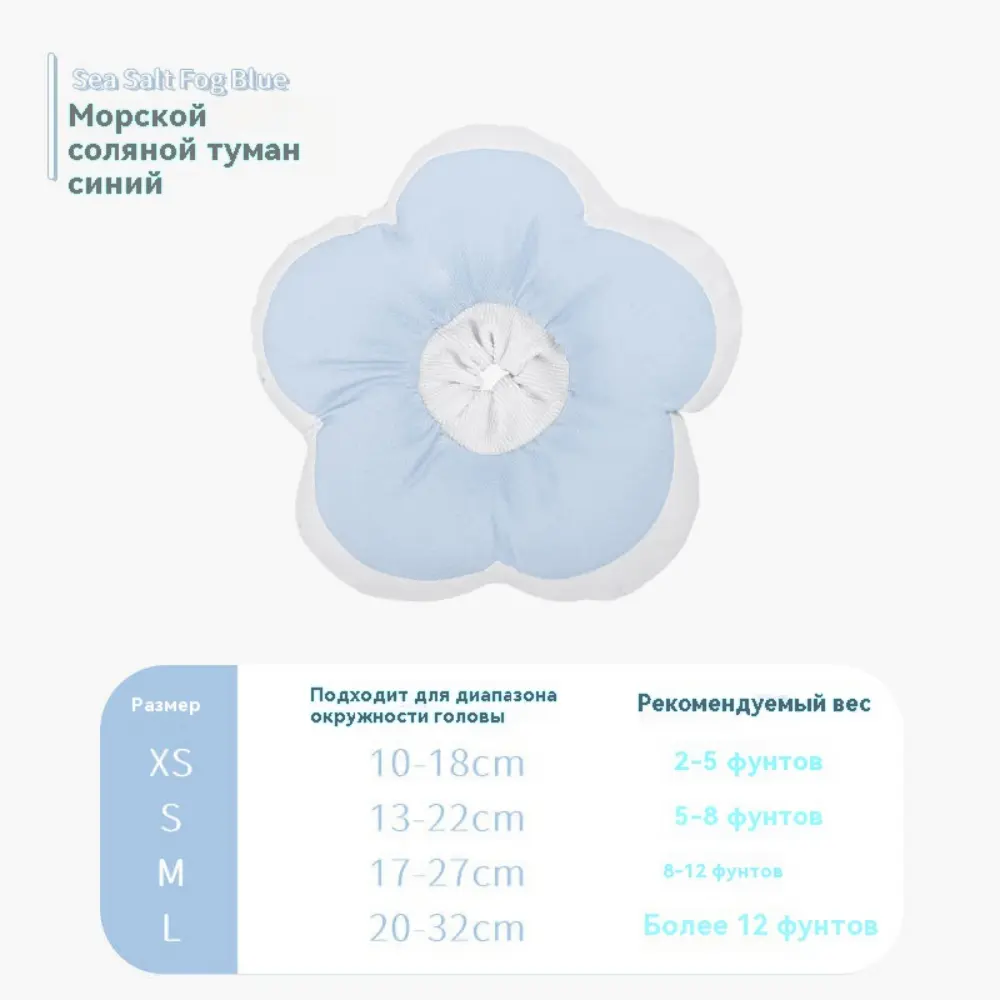 Sea Salt Fog Blue
Морской
соляной туман
синий
Размер
Подходит для диапазона
окружности головы
Рекомендуемый вес
XS
10-18cm
2-5 фунтов
S
13-22cm
5-8 фунтов
M
17-27cm
8-12 фунтов
L
20-32cm
Более 12 фунтов